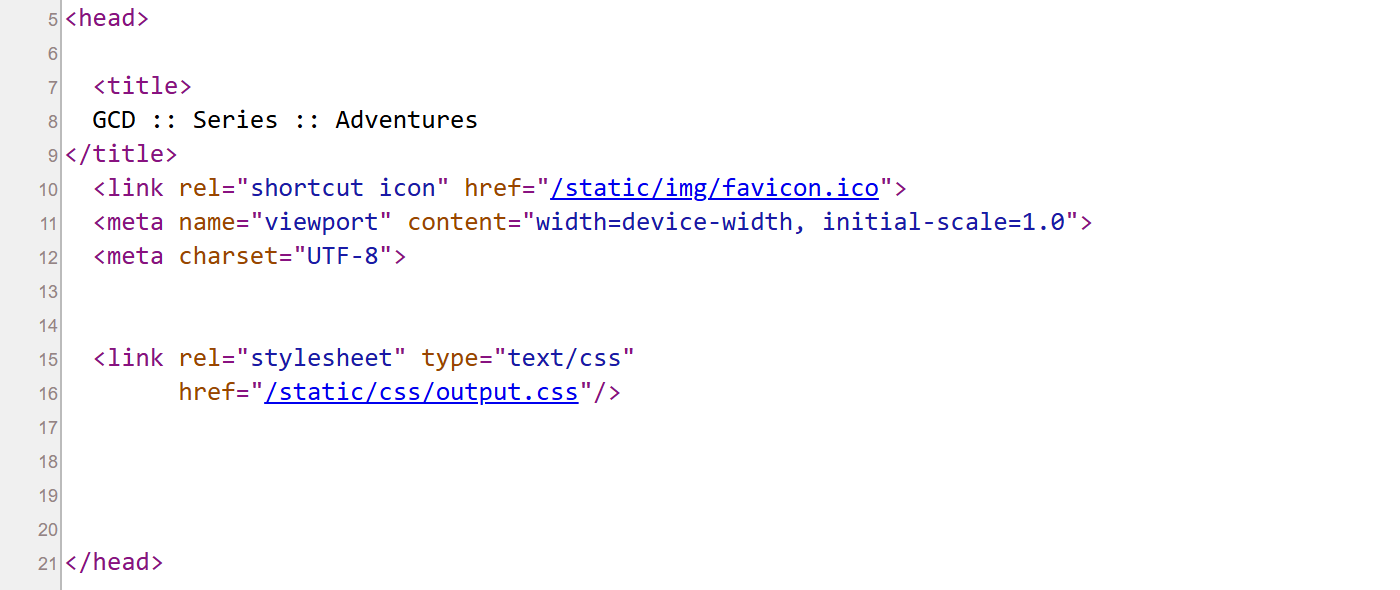 5 <head>
6
7 <title>
8 GCD :: Series :: Adventures
9 </title>
10 <link rel="shortcut icon" href="/static/img/favicon.ico">
11 <meta name="viewport" content="width=device-width, initial-scale=1.0">
12 <meta charset="UTF-8">
13
14
15 <link rel="stylesheet" type="text/css"
16 href="/static/css/output.css"/>
17
18
19
20
21 </head>